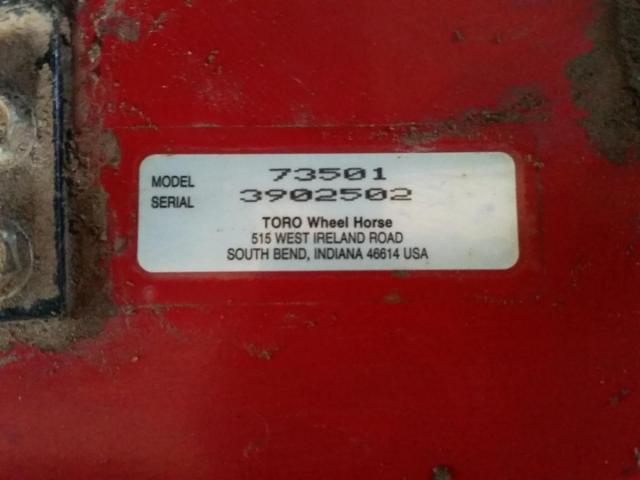 MODEL 73501
SERIAL 3902502
TORO Wheel Horse
515 WEST IRELAND ROAD
SOUTH BEND, INDIANA 46614 USA